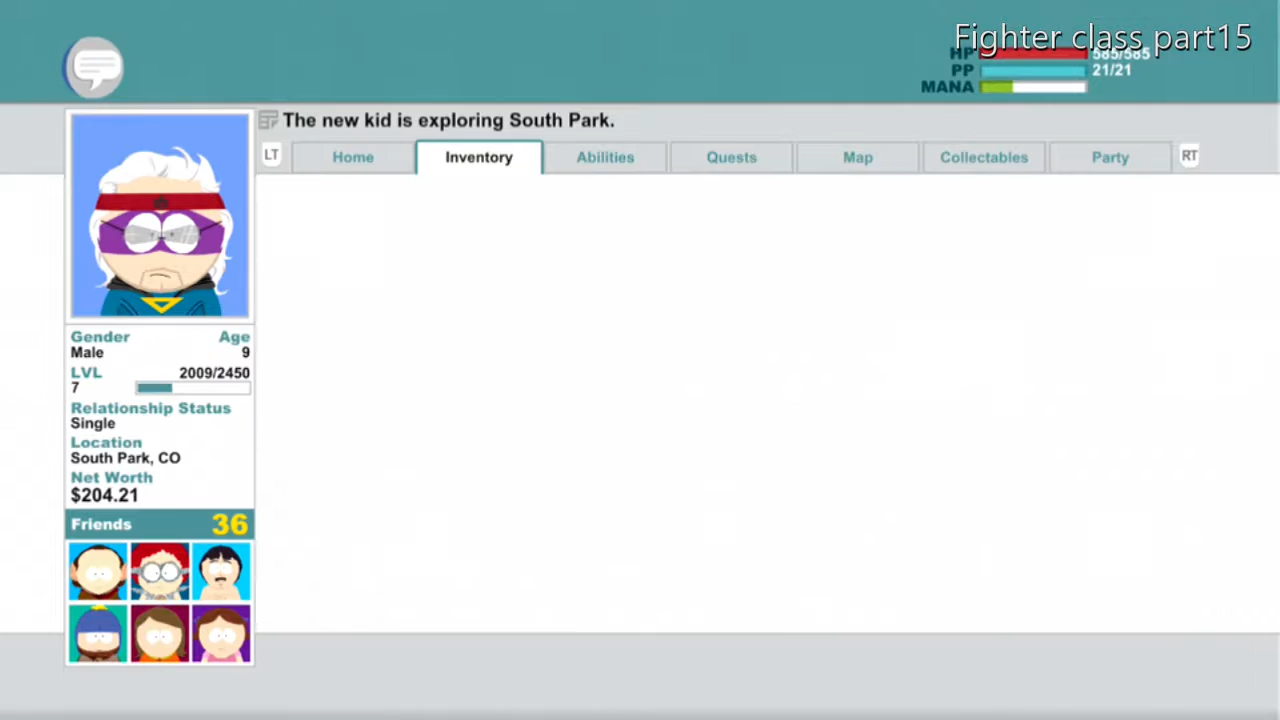 Fighter class part15
HP 585/585
PP 21/21
MANA
The new kid is exploring South Park.
LT Home Inventory Abilities Quests Map Collectables Party RT
Gender Age
Male 9
LVL 2009/2450
7
Relationship Status
Single
Location
South Park, CO
Net Worth
$204.21
Friends 36